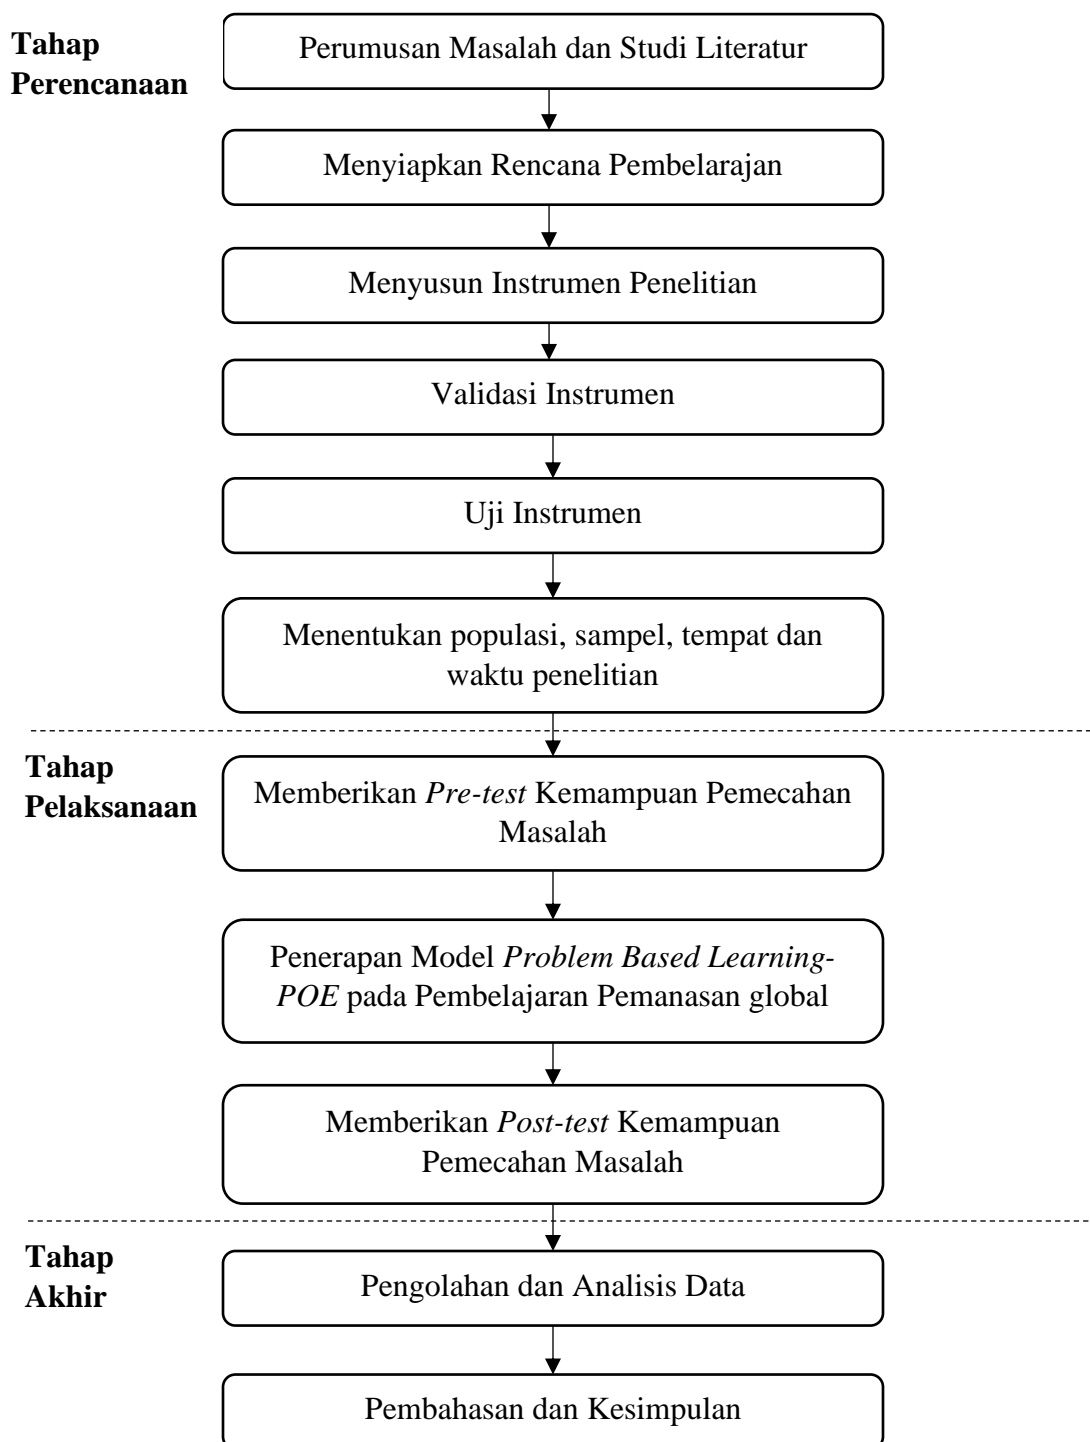 Tahap
Perencanaan
Perumusan Masalah dan Studi Literatur
Menyiapkan Rencana Pembelarajan
Menyusun Instrumen Penelitian
Validasi Instrumen
Uji Instrumen
Menentukan populasi, sampel, tempat dan
waktu penelitian
Tahap
Pelaksanaan
Memberikan Pre-test Kemampuan Pemecahan
Masalah
Penerapan Model Problem Based Learning-
POE pada Pembelajaran Pemanasan global
Memberikan Post-test Kemampuan
Pemecahan Masalah
Tahap
Akhir
Pengolahan dan Analisis Data
Pembahasan dan Kesimpulan